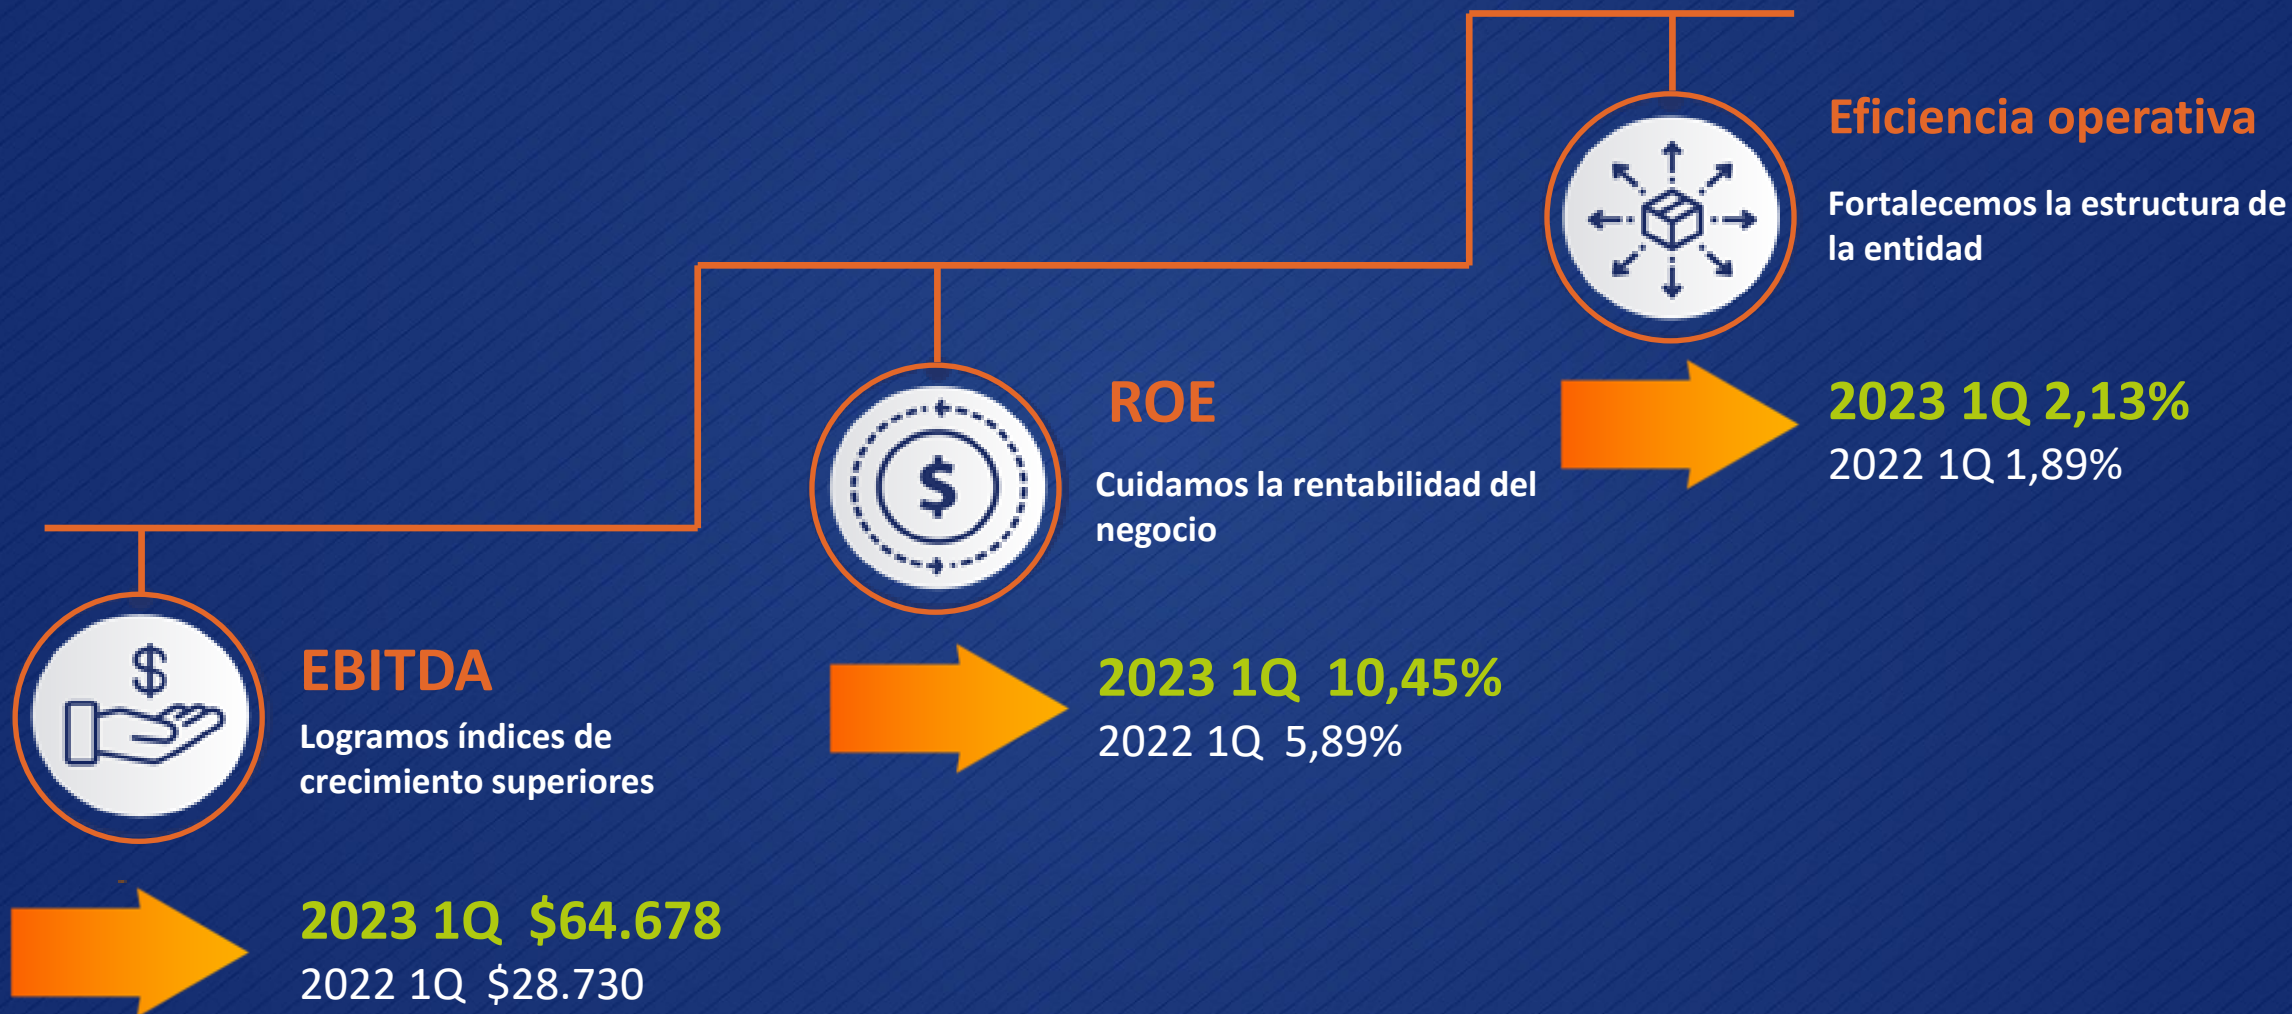 EBITDA
Logramos índices de
crecimiento superiores
2023 1Q $64.678
2022 1Q $28.730
ROE
Cuidamos la rentabilidad del
negocio
2023 1Q 10,45%
2022 1Q 5,89%
Eficiencia operativa
Fortalecemos la estructura de
la entidad
2023 1Q 2,13%
2022 1Q 1,89%